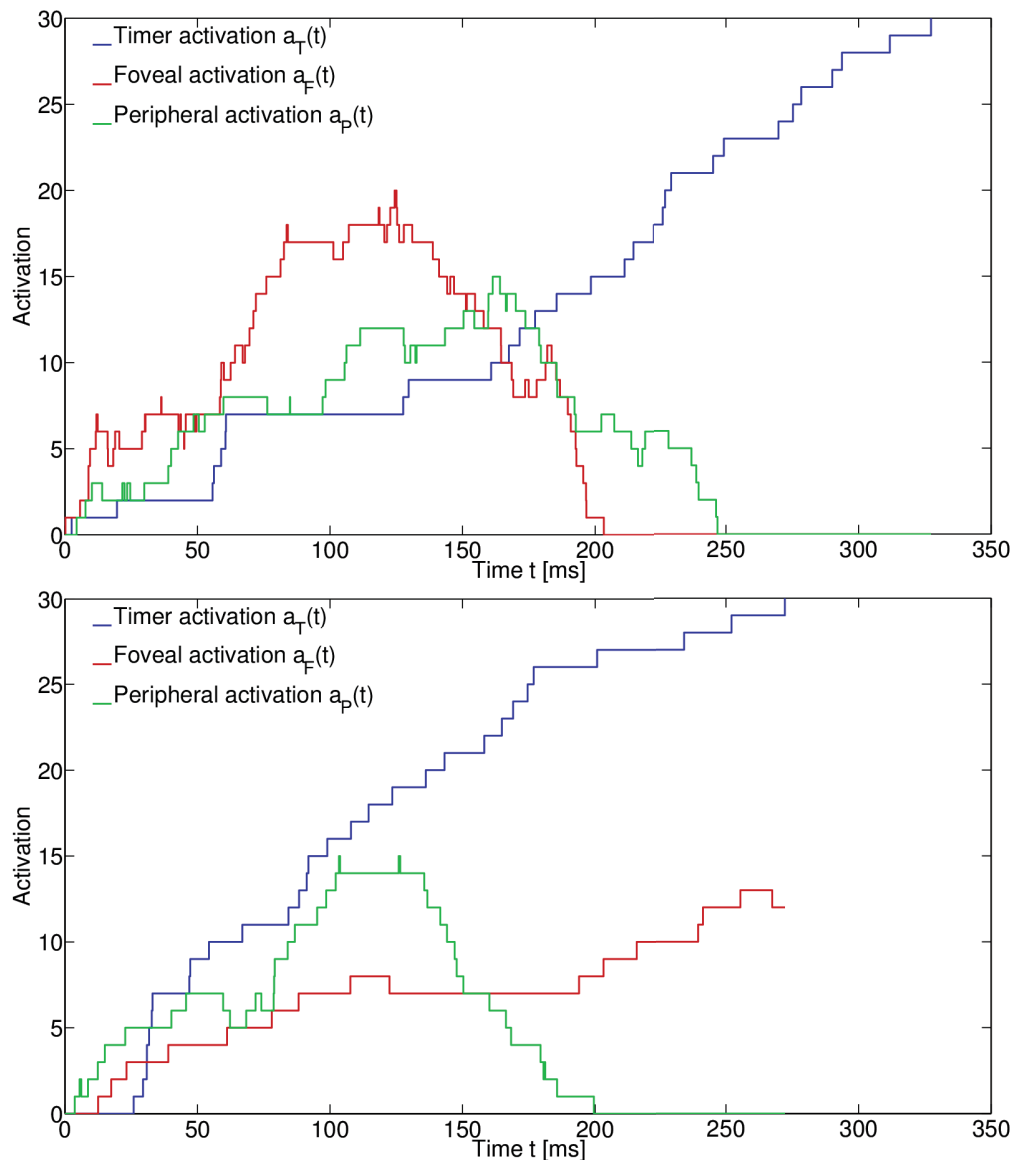 30
Timer activation a_T(t)
Foveal activation a_F(t)
Peripheral activation a_P(t)
25
20
15
10
5
0
Activation
0 50 100 150 200 250 300 350
Time t [ms]
30
Timer activation a_T(t)
Foveal activation a_F(t)
Peripheral activation a_P(t)
25
20
15
10
5
0
Activation
0 50 100 150 200 250 300 350
Time t [ms]